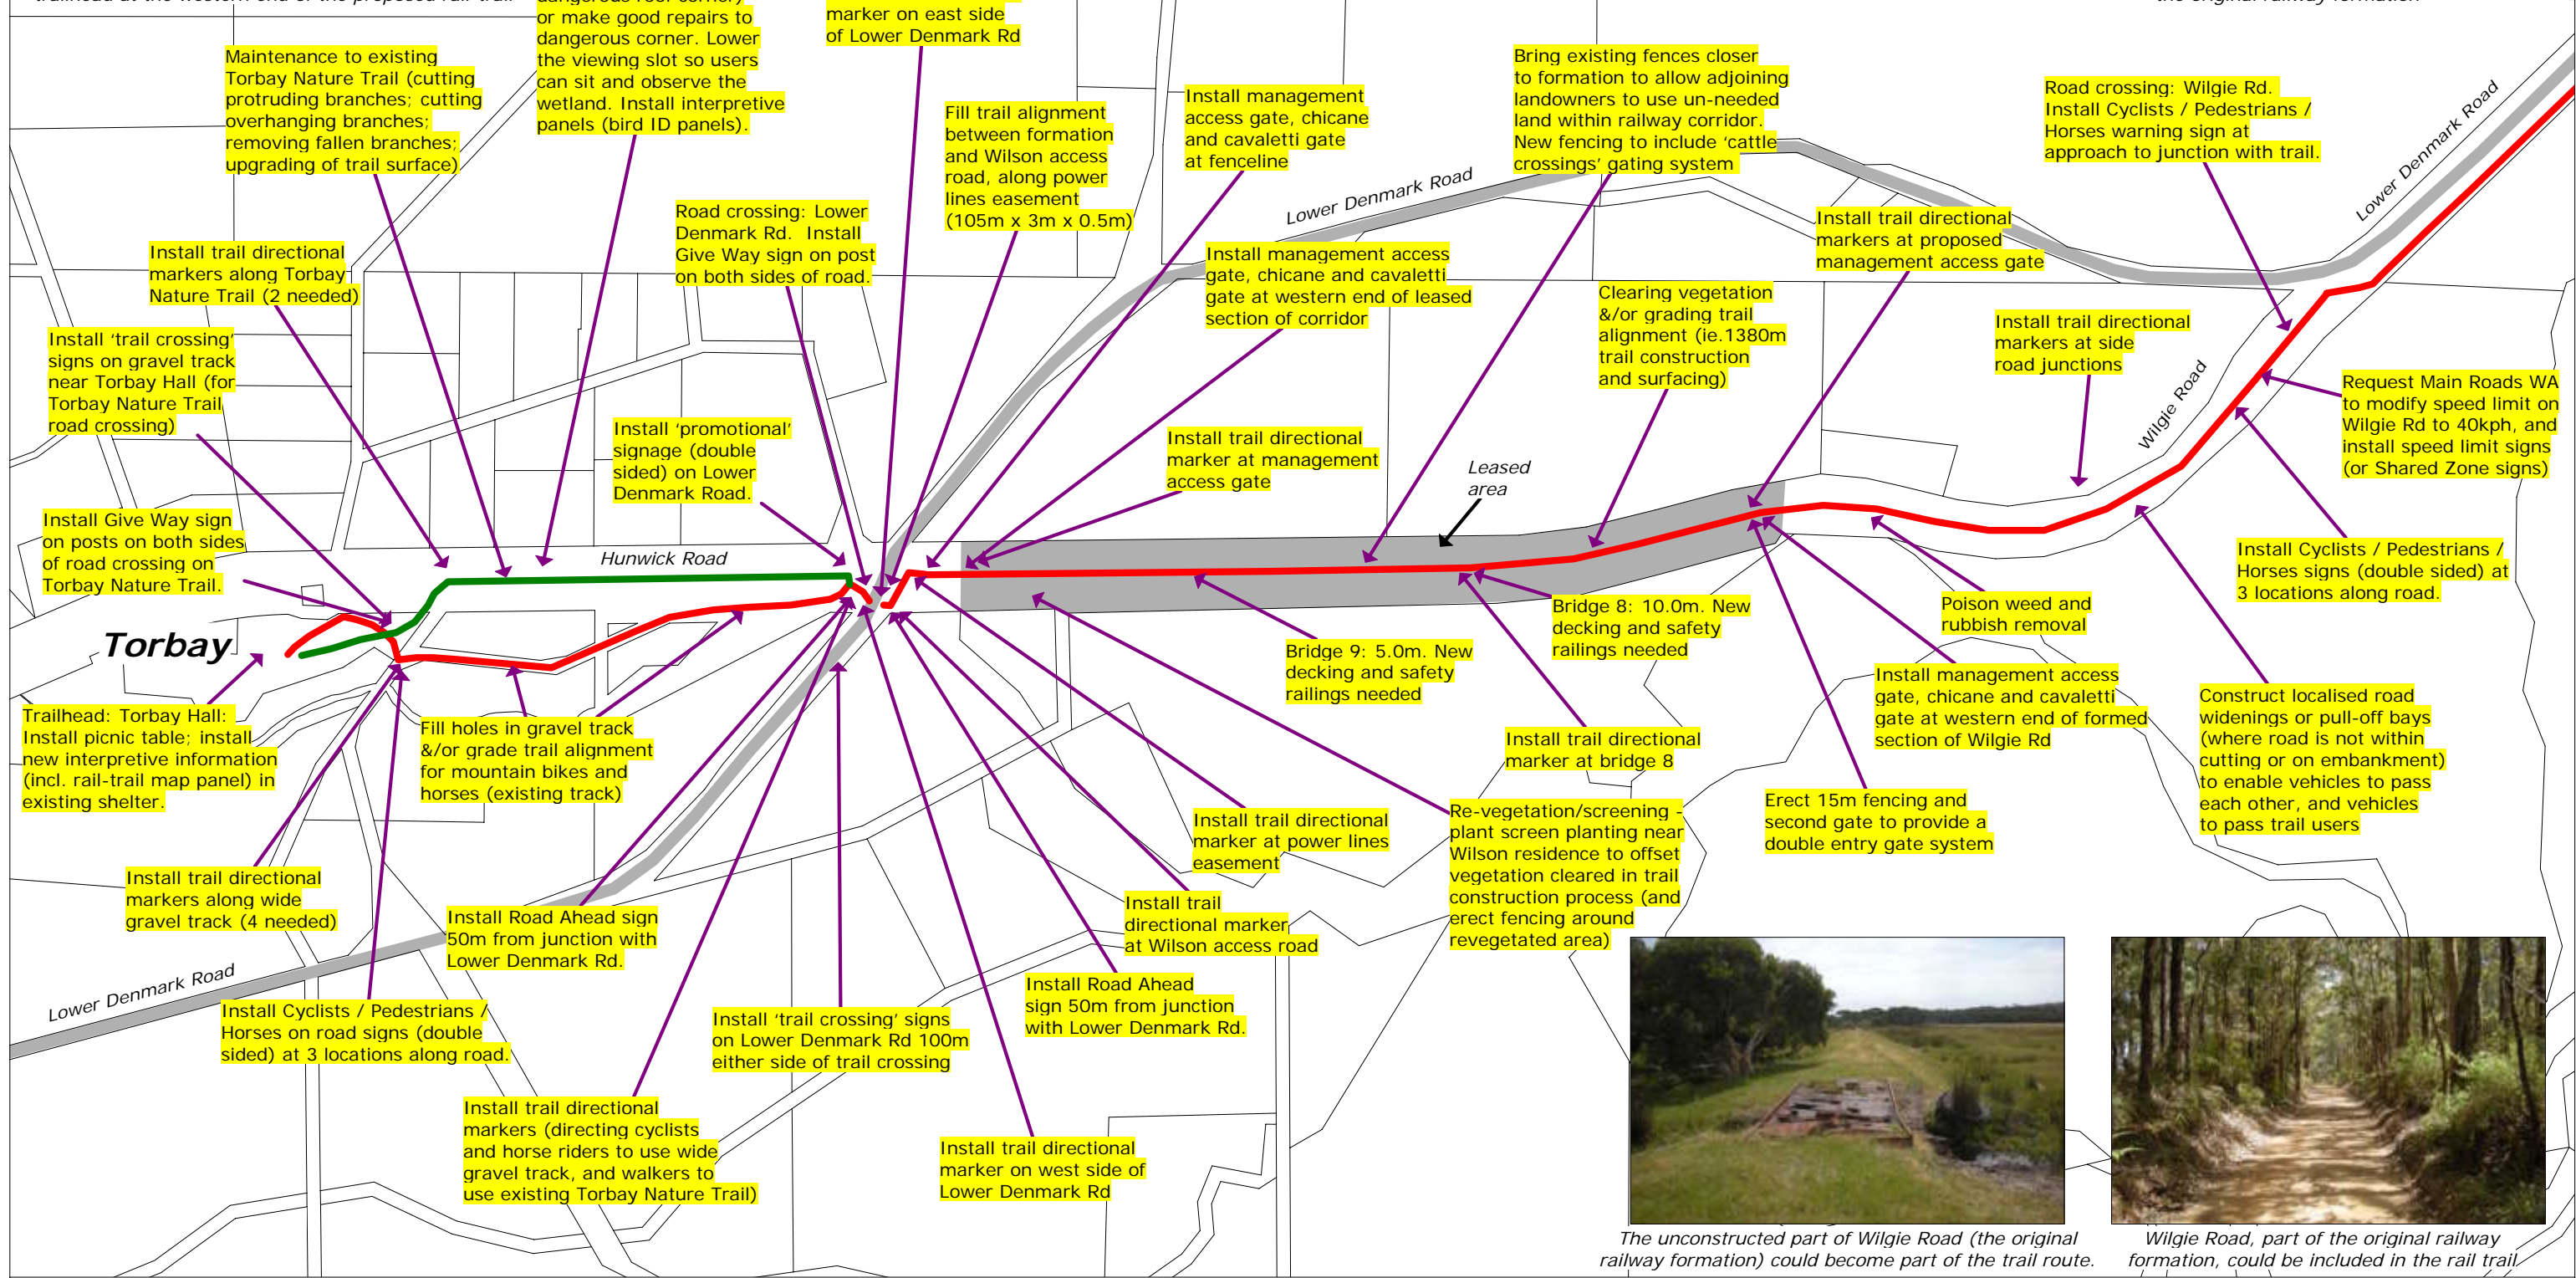 or make good repairs to
dangerous corner. Lower
the viewing slot so users
can sit and observe the
wetland. Install interpretive
panels (bird ID panels).
marker on east side
of Lower Denmark Rd
Maintenance to existing
Torbay Nature Trail (cutting
protruding branches; cutting
overhanging branches;
removing fallen branches;
upgrading of trail surface)
Fill trail alignment
between formation
and Wilson access
road, along power
lines easement
(105m x 3m x 0.5m)
Install management
access gate, chicane
and cavaletti gate
at fenceline
Bring existing fences closer
to formation to allow adjoining
landowners to use un-needed
land within railway corridor.
New fencing to include ‘cattle
crossings’ gating system
Road crossing: Wilgie Rd.
Install Cyclists / Pedestrians /
Horses warning sign at
approach to junction with trail.
Lower Denmark Road
Lower Denmark Road
Road crossing: Lower
Denmark Rd.  Install
Give Way sign on post
on both sides of road.
Install trail directional
markers along Torbay
Nature Trail (2 needed)
Install management access
gate, chicane and cavaletti
gate at western end of leased
section of corridor
Install trail directional
markers at proposed
management access gate
Clearing vegetation
&/or grading trail
alignment (ie.1380m
trail construction
and surfacing)
Install trail directional
markers at side
road junctions
Install ‘trail crossing’
signs on gravel track
near Torbay Hall (for
Torbay Nature Trail
road crossing)
Wilgie Road
Request Main Roads WA
to modify speed limit on
Wilgie Rd to 40kph, and
install speed limit signs
(or Shared Zone signs)
Install ‘promotional’
signage (double
sided) on Lower
Denmark Road.
Install trail directional
marker at management
access gate
Leased
area
Install Give Way sign
on posts on both sides
of road crossing on
Torbay Nature Trail.
Hunwick Road
Torbay
Install Cyclists / Pedestrians /
Horses signs (double sided) at
3 locations along road.
Bridge 8: 10.0m. New
decking and safety
railings needed
Poison weed and
rubbish removal
Bridge 9: 5.0m. New
decking and safety
railings needed
Install management access
gate, chicane and cavaletti
gate at western end of formed
section of Wilgie Rd
Construct localised road
widenings or pull-off bays
(where road is not within
cutting or on embankment)
to enable vehicles to pass
each other, and vehicles
to pass trail users
Trailhead: Torbay Hall:
Install picnic table; install
new interpretive information
(incl. rail-trail map panel) in
existing shelter.
Fill holes in gravel track
&/or grade trail alignment
for mountain bikes and
horses (existing track)
Install trail directional
marker at bridge 8
Erect 15m fencing and
second gate to provide a
double entry gate system
Install trail directional
marker at power lines
easement
Re-vegetation/screening -
plant screen planting near
Wilson residence to offset
vegetation cleared in trail
construction process (and
erect fencing around
revegetated area)
Install trail directional
markers along wide
gravel track (4 needed)
Install Road Ahead sign
50m from junction with
Lower Denmark Rd.
Install trail
directional marker
at Wilson access road
Lower Denmark Road
Install Cyclists / Pedestrians /
Horses on road signs (double
sided) at 3 locations along road.
Install ‘trail crossing’ signs
on Lower Denmark Rd 100m
either side of trail crossing
Install Road Ahead
sign 50m from junction
with Lower Denmark Rd.
Install trail directional
markers (directing cyclists
and horse riders to use wide
gravel track, and walkers to
use existing Torbay Nature Trail)
Install trail directional
marker on west side of
Lower Denmark Rd
The unconstructed part of Wilgie Road (the original
railway formation) could become part of the trail route.
Wilgie Road, part of the original railway
formation, could be included in the rail trail.